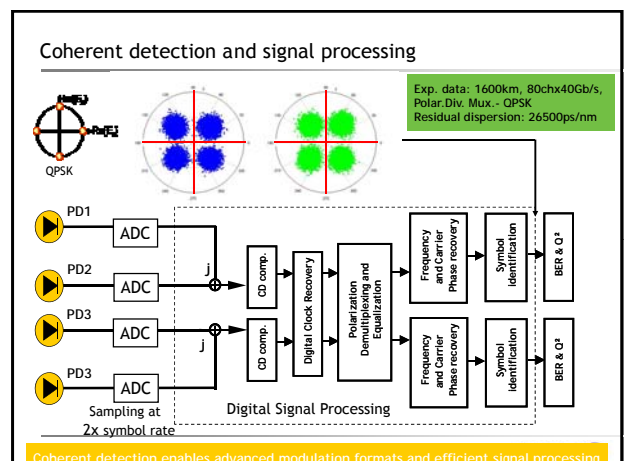 Coherent detection and signal processing
Exp. data: 1600km, 80chx40Gb/s,
Polar.Div. Mux.- QPSK
Residual dispersion: 26500ps/nm
QPSK
PD1
ADC
PD2
ADC
j
PD3
ADC
j
PD3
ADC
CD comp.
CD comp.
Digital Clock Recovery
Polarization
Demultiplexing and
Equalization
Frequency
and Carrier
Phase recovery
Frequency
and Carrier
Phase recovery
Symbol
identification
Symbol
identification
BER & Q²
BER & Q²
Sampling at
2x symbol rate
Digital Signal Processing
Coherent detection enables advanced modulation formats and efficient signal processing